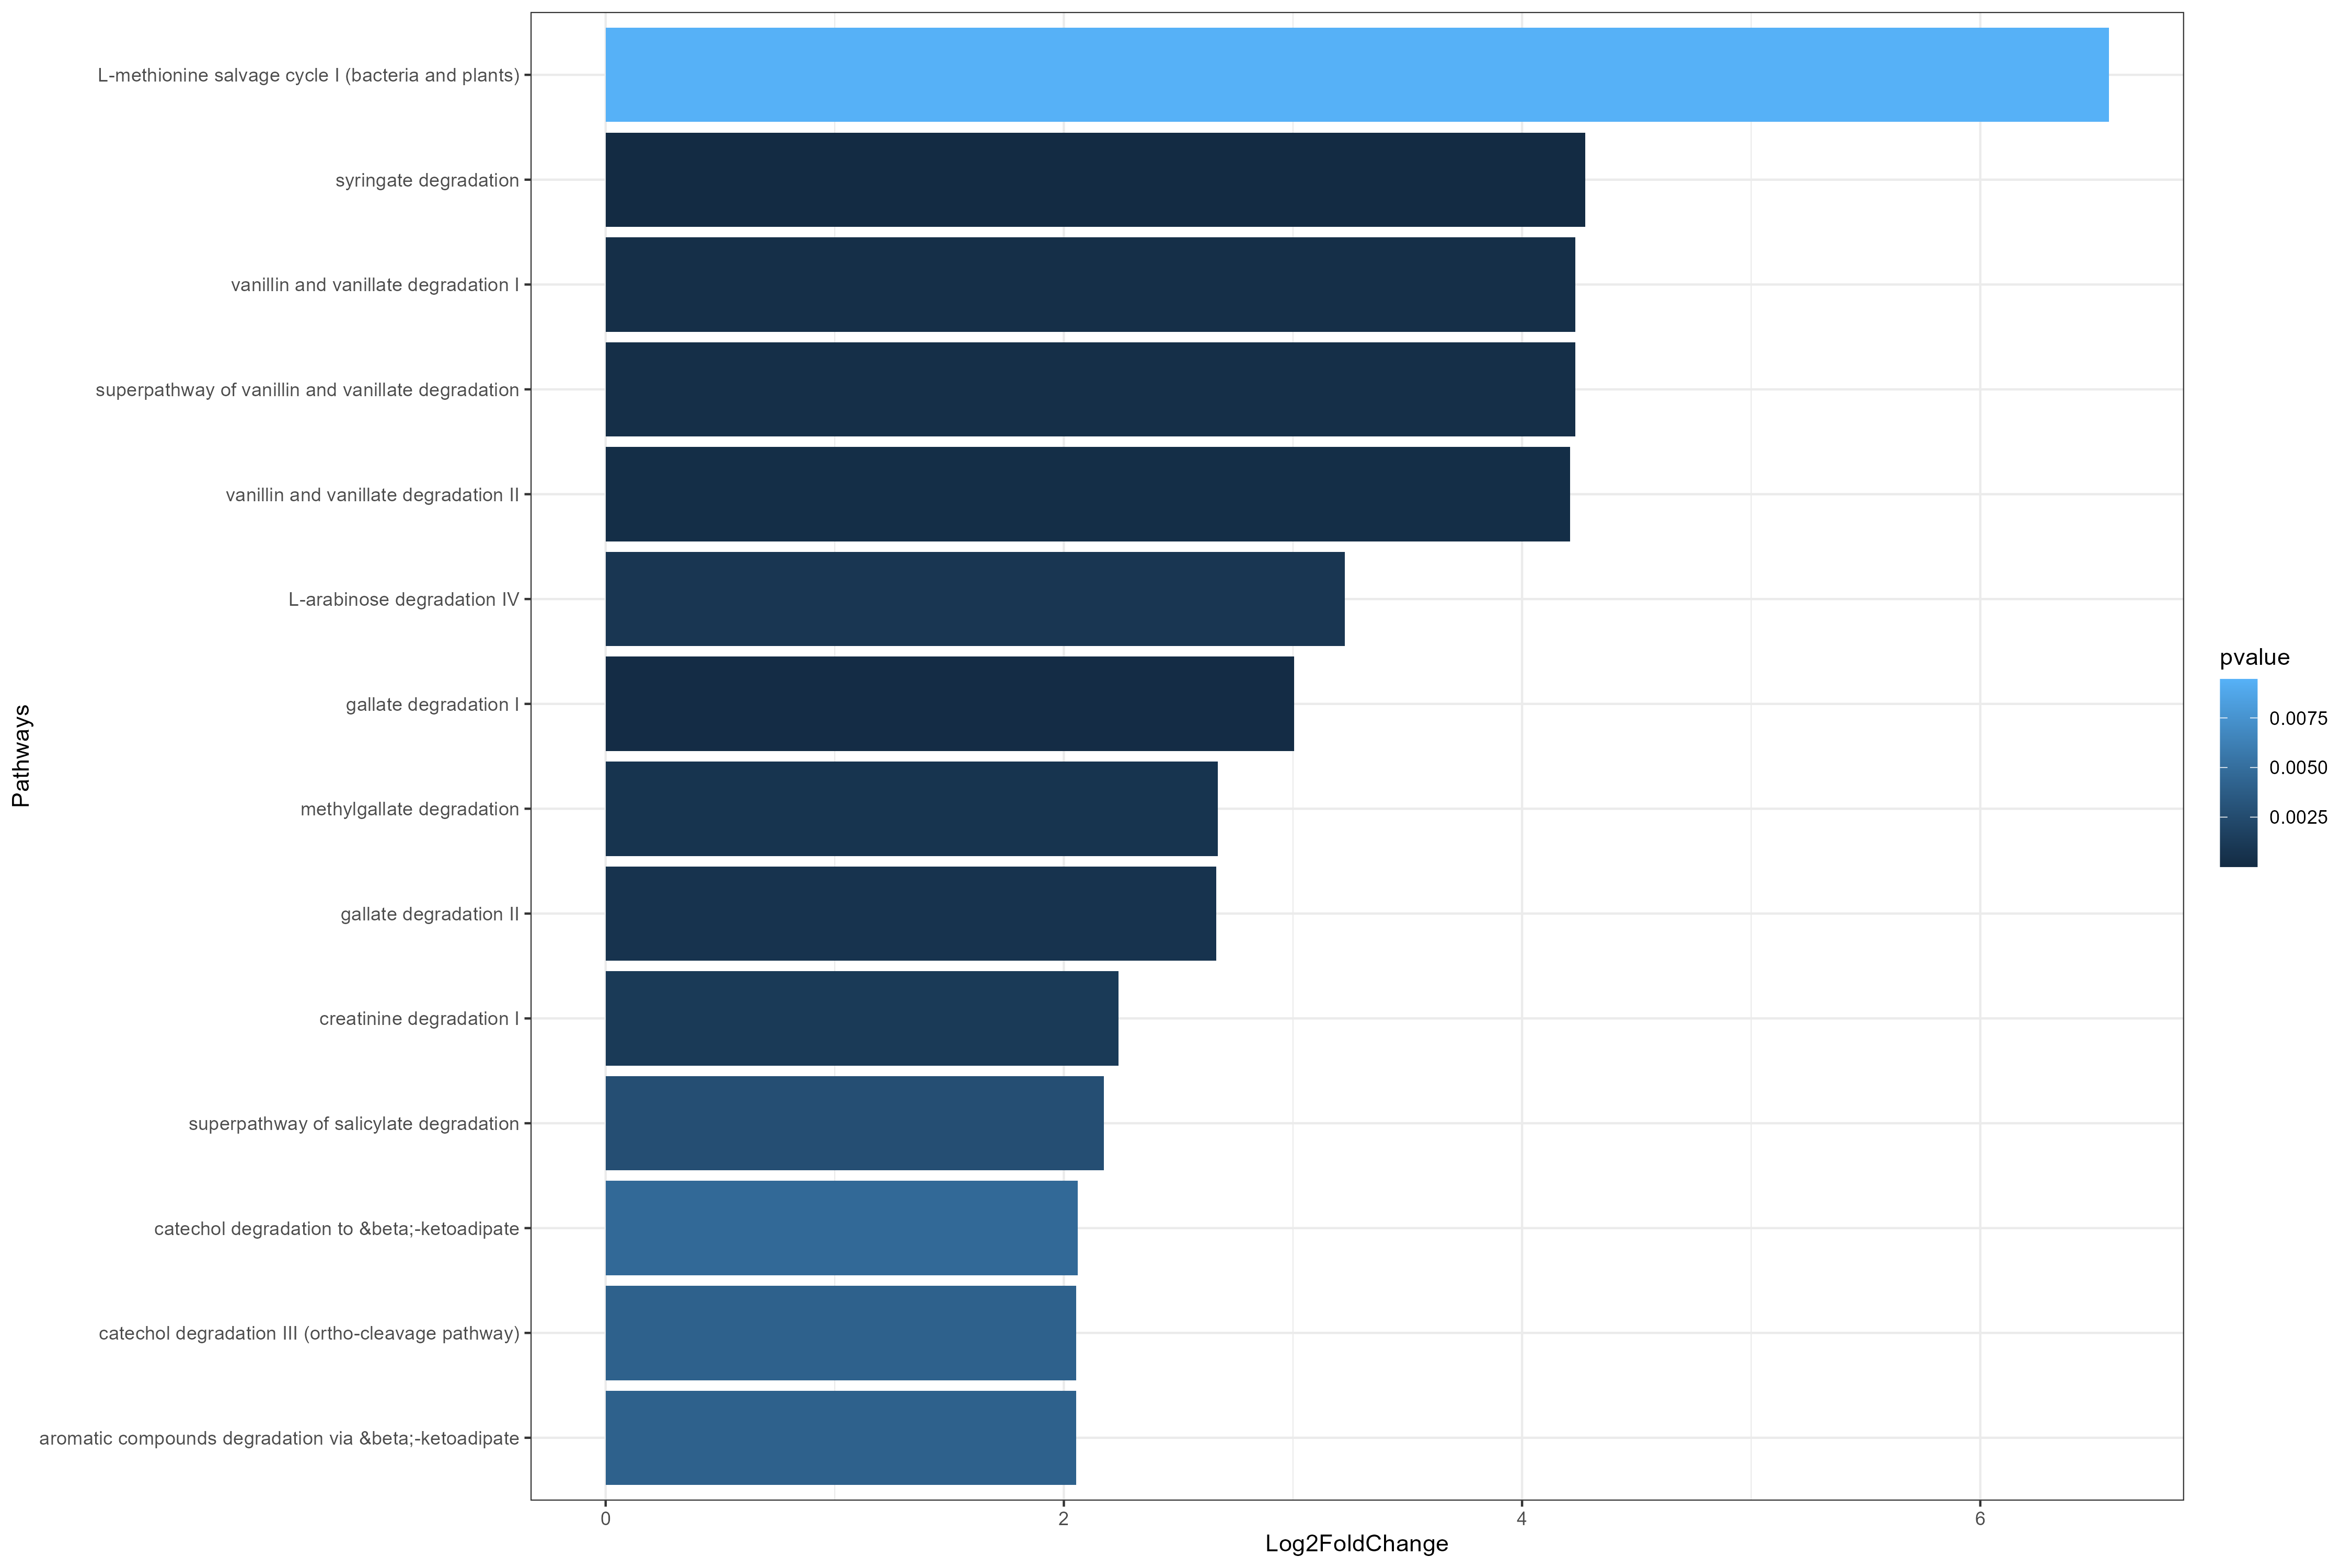 L-methionine salvage cycle I (bacteria and plants)
syringate degradation
vanillin and vanillate degradation I
superpathway of vanillin and vanillate degradation
vanillin and vanillate degradation II
L-arabinose degradation IV
gallate degradation I
methylgallate degradation
gallate degradation II
creatinine degradation I
superpathway of salicylate degradation
catechol degradation to &beta;-ketoadipate
catechol degradation III (ortho-cleavage pathway)
aromatic compounds degradation via &beta;-ketoadipate
Pathways
0
2
4
6
Log2FoldChange
pvalue
0.0075
0.0050
0.0025